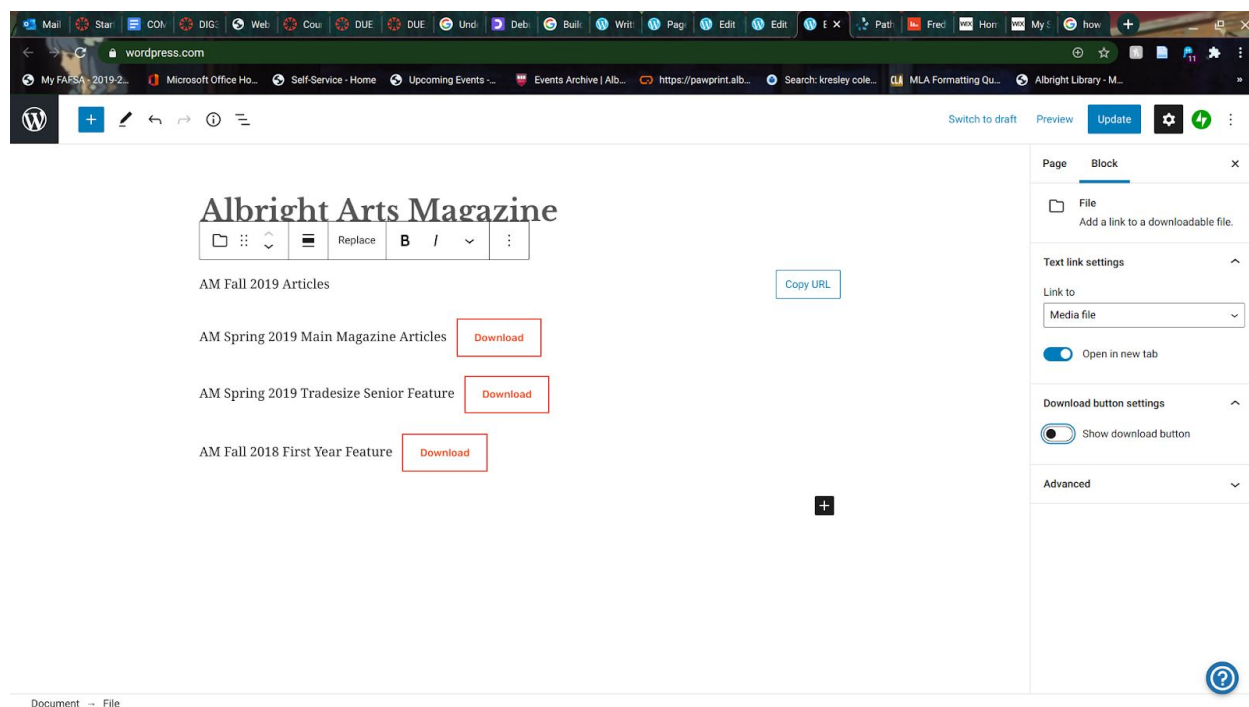 Mail Star CON DIG: Web Cou DUE DUE Und Deb Buil Writ Pag Edit Edit E Path Fred WIX Hon WIX My S how
wordpress.com
My FAFSA - 2019-2... Microsoft Office Ho... Self-Service - Home Upcoming Events -... Events Archive | Alb... https://pawprint.alb... Search: kresley cole... MLA Formatting Qu... Albright Library - M... »
Switch to draft Preview Update
Page Block
Albright Arts Magazine
File
Add a link to a downloadable file.
Replace B I
Text link settings
AM Fall 2019 Articles Copy URL
Link to
Media file
AM Spring 2019 Main Magazine Articles Download
Open in new tab
AM Spring 2019 Tradesize Senior Feature Download
Download button settings
Show download button
AM Fall 2018 First Year Feature Download
Advanced
Document → File